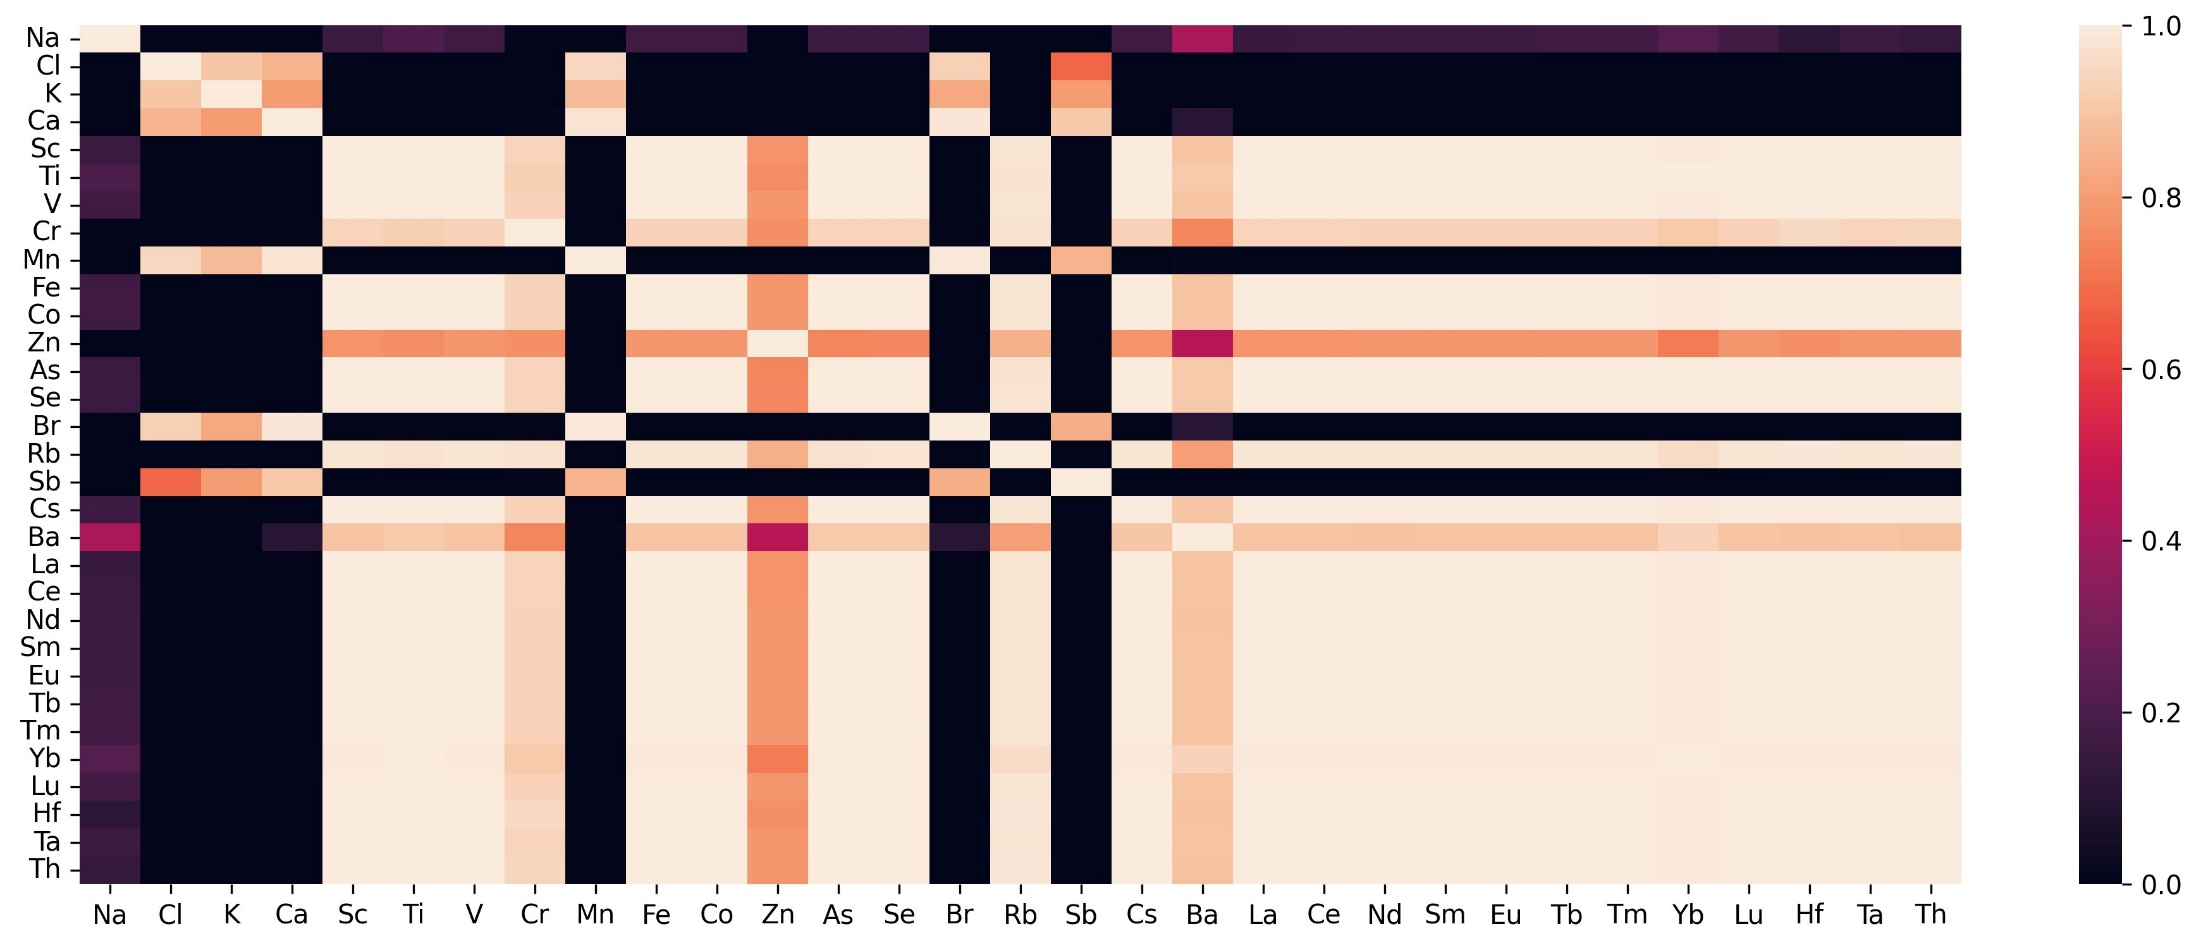 Na
Cl
K
Ca
Sc
Ti
V
Cr
Mn
Fe
Co
Zn
As
Se
Br
Rb
Sb
Cs
Ba
La
Ce
Nd
Sm
Eu
Tb
Tm
Yb
Lu
Hf
Ta
Th
Na Cl K Ca Sc Ti V Cr Mn Fe Co Zn As Se Br Rb Sb Cs Ba La Ce Nd Sm Eu Tb Tm Yb Lu Hf Ta Th
1.0
0.8
0.6
0.4
0.2
0.0